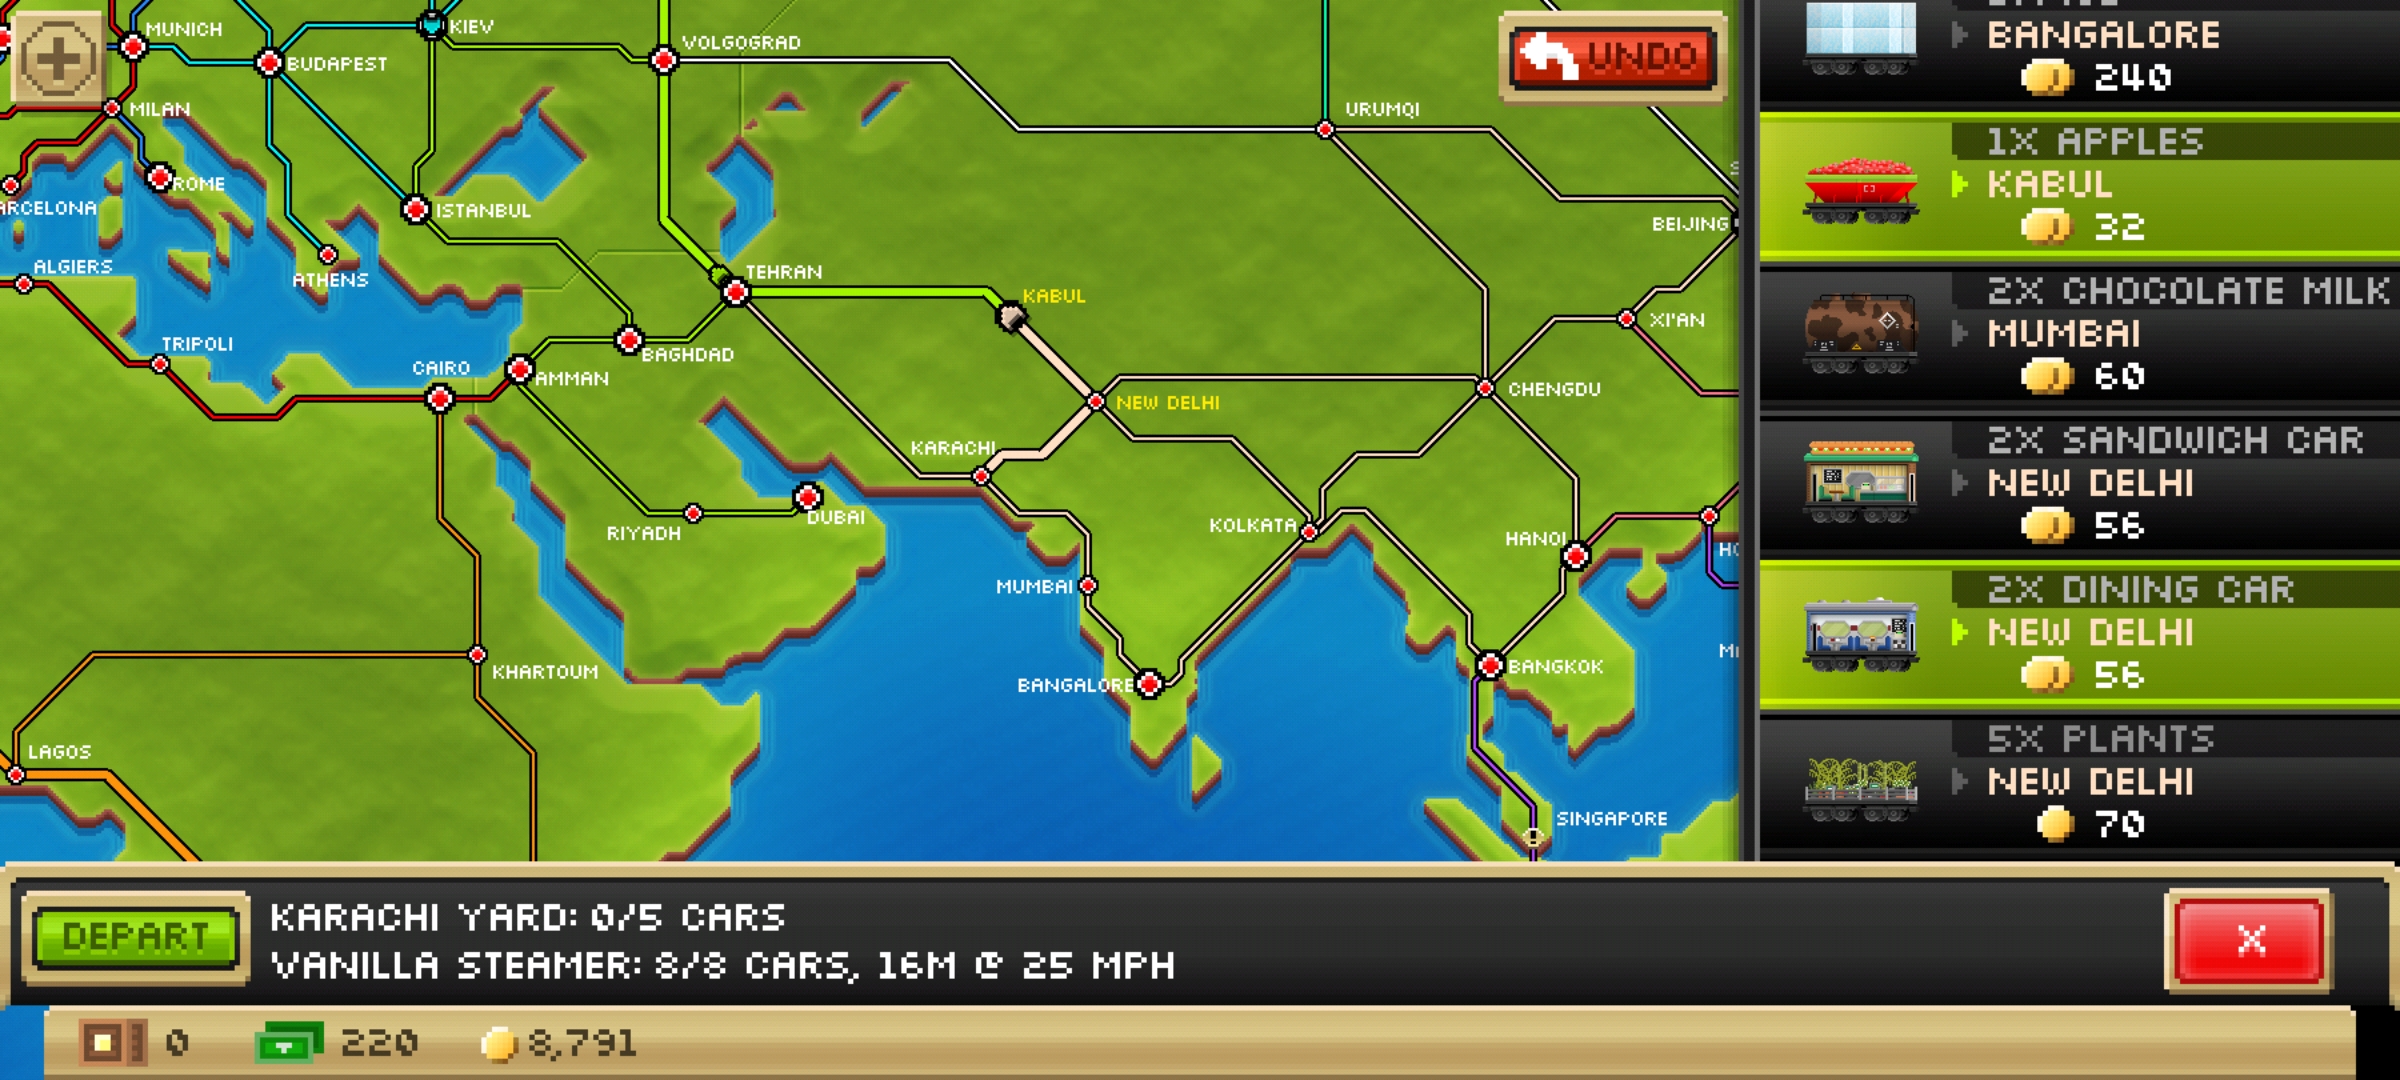 MUNICH
KIEV
BUDAPEST
VOLGOGRAD
MILAN
ROME
ISTANBUL
ATHENS
ALGIERS
TRIPOLI
CAIRO
AMMAN
BAGHDAD
TEHRAN
KABUL
NEW DELHI
KARACHI
RIYADH
DUBAI
MUMBAI
BANGALORE
KOLKATA
KHARTOUM
LAGOS
URUMQI
BEIJING
XI'AN
CHENGDU
HANOI
BANGKOK
SINGAPORE
UNDO
BANGALORE
240
1X APPLES
KABUL
32
2X CHOCOLATE MILK
MUMBAI
60
2X SANDWICH CAR
NEW DELHI
56
2X DINING CAR
NEW DELHI
56
5X PLANTS
NEW DELHI
70
DEPART
KARACHI YARD: 0/5 CARS
VANILLA STEAMER: 8/8 CARS, 16M @ 25 MPH
X
0
220
8,791